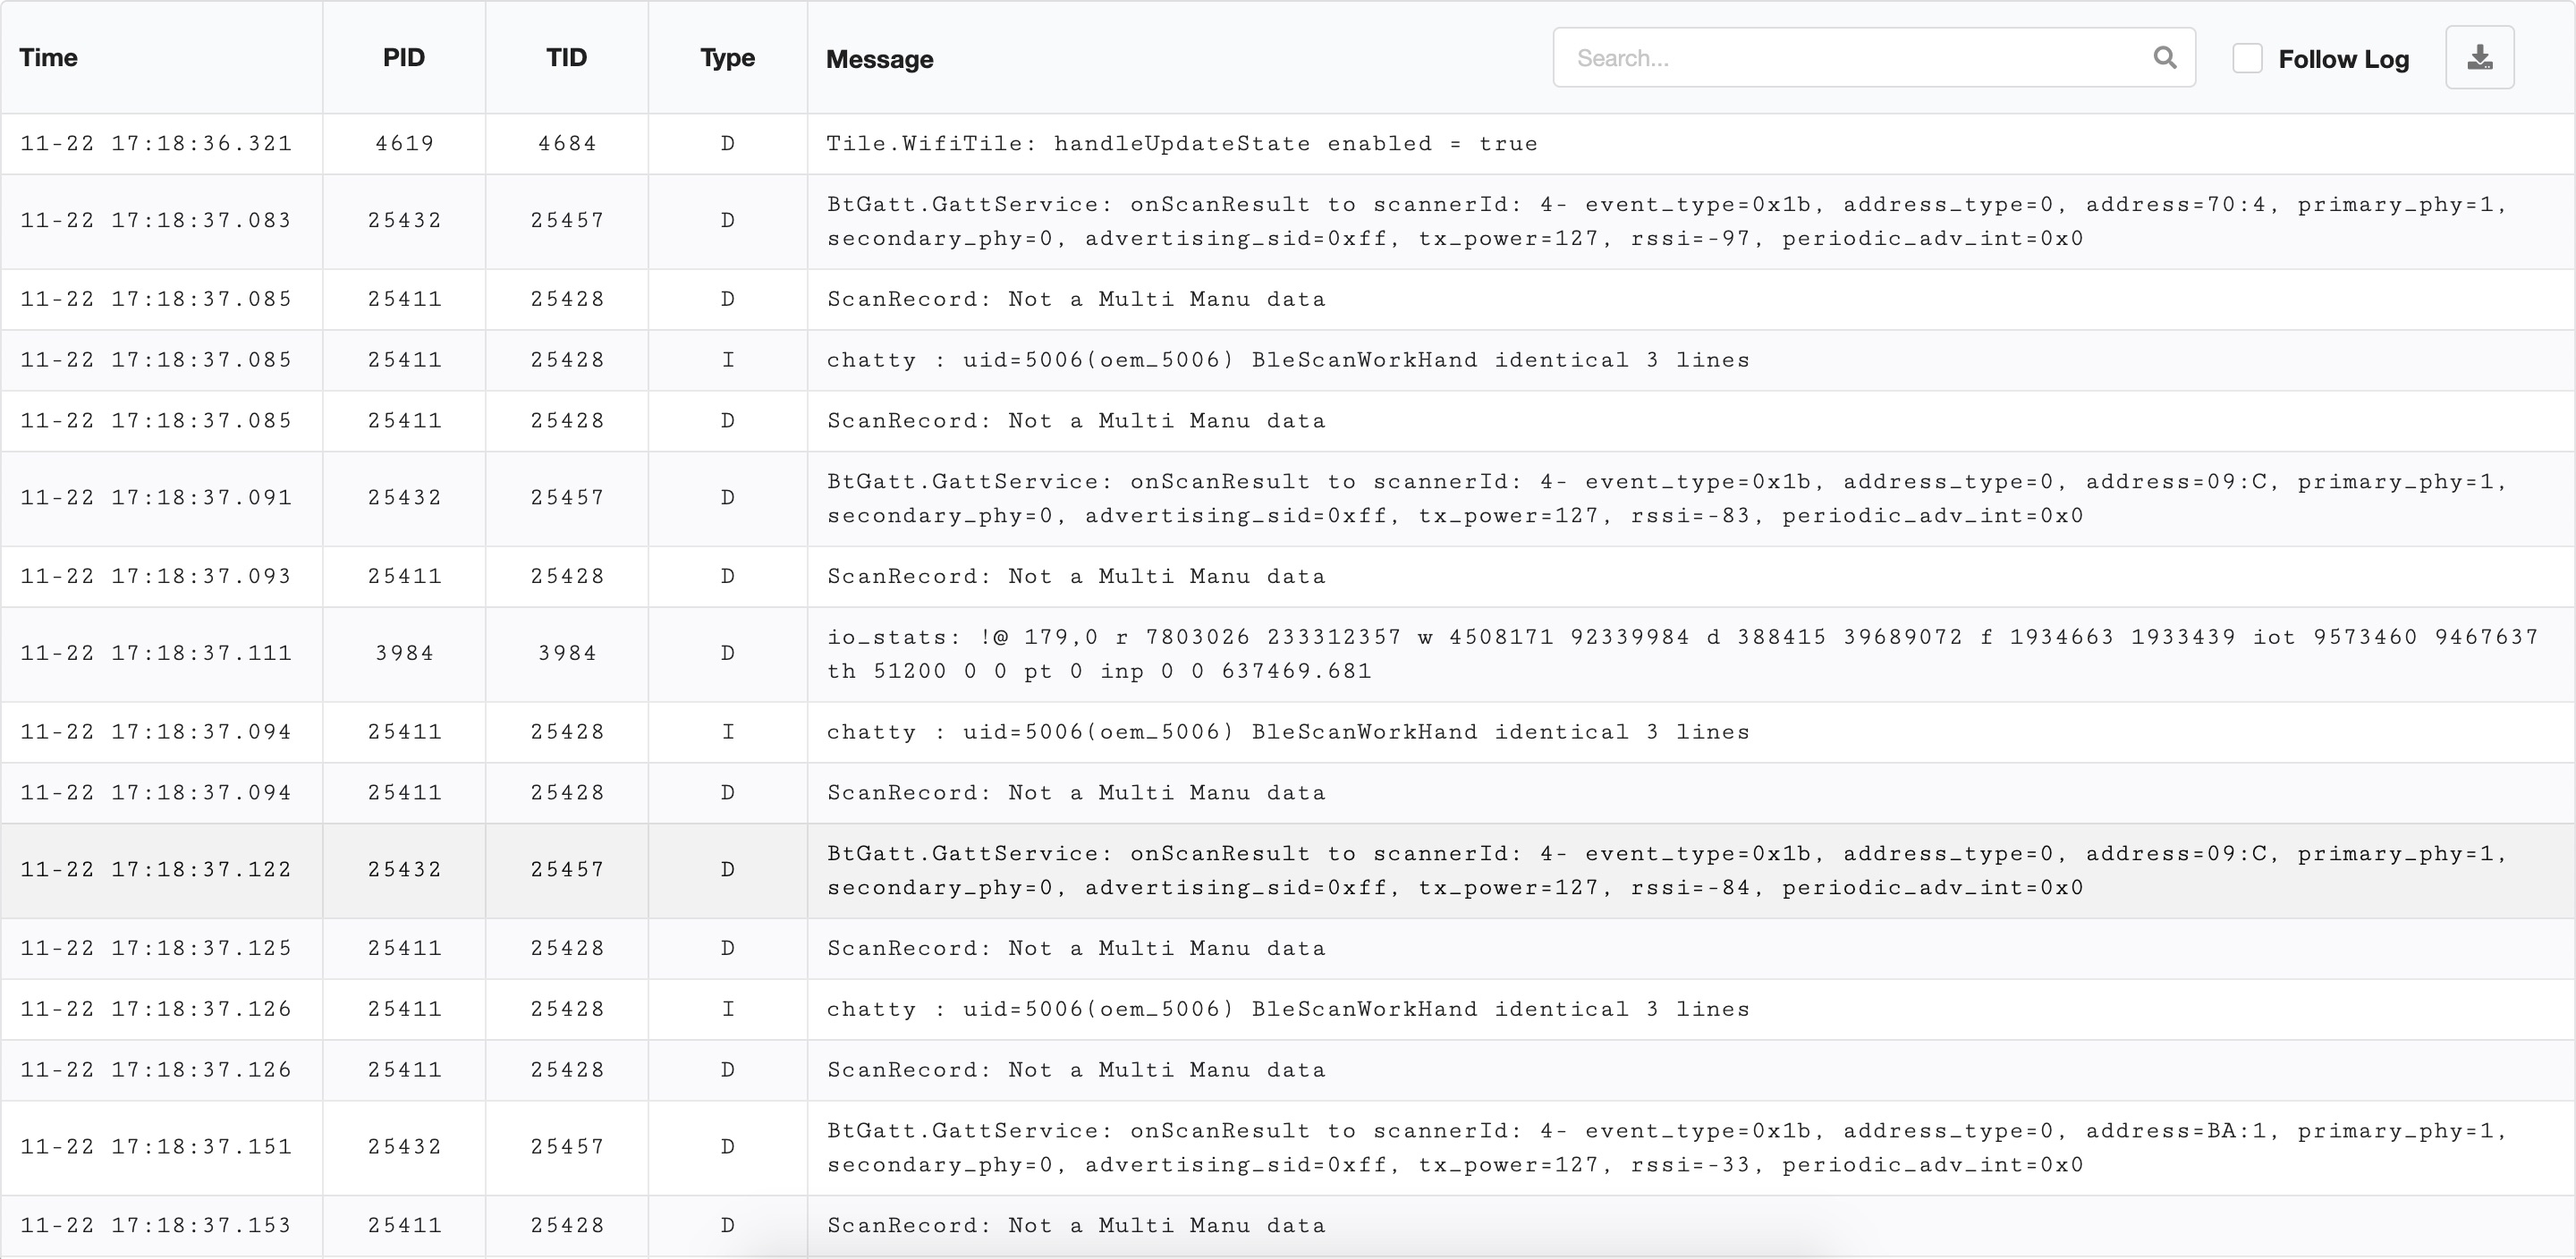 Time PID TID Type Message Search... Follow Log
11-22 17:18:36.321 4619 4684 D Tile.WifiTile: handleUpdateState enabled = true
11-22 17:18:37.083 25432 25457 D BtGatt.GattService: onScanResult to scannerId: 4- event_type=0x1b, address_type=0, address=70:4, primary_phy=1,
secondary_phy=0, advertising_sid=0xff, tx_power=127, rssi=-97, periodic_adv_int=0x0
11-22 17:18:37.085 25411 25428 D ScanRecord: Not a Multi Manu data
11-22 17:18:37.085 25411 25428 I chatty : uid=5006(oem_5006) BleScanWorkHand identical 3 lines
11-22 17:18:37.085 25411 25428 D ScanRecord: Not a Multi Manu data
11-22 17:18:37.091 25432 25457 D BtGatt.GattService: onScanResult to scannerId: 4- event_type=0x1b, address_type=0, address=09:C, primary_phy=1,
secondary_phy=0, advertising_sid=0xff, tx_power=127, rssi=-83, periodic_adv_int=0x0
11-22 17:18:37.093 25411 25428 D ScanRecord: Not a Multi Manu data
11-22 17:18:37.111 3984 3984 D io_stats: !@ 179,0 r 7803026 233312357 w 4508171 92339984 d 388415 39689072 f 1934663 1933439 iot 9573460 9467637
th 51200 0 0 pt 0 inp 0 0 637469.681
11-22 17:18:37.094 25411 25428 I chatty : uid=5006(oem_5006) BleScanWorkHand identical 3 lines
11-22 17:18:37.094 25411 25428 D ScanRecord: Not a Multi Manu data
11-22 17:18:37.122 25432 25457 D BtGatt.GattService: onScanResult to scannerId: 4- event_type=0x1b, address_type=0, address=09:C, primary_phy=1,
secondary_phy=0, advertising_sid=0xff, tx_power=127, rssi=-84, periodic_adv_int=0x0
11-22 17:18:37.125 25411 25428 D ScanRecord: Not a Multi Manu data
11-22 17:18:37.126 25411 25428 I chatty : uid=5006(oem_5006) BleScanWorkHand identical 3 lines
11-22 17:18:37.126 25411 25428 D ScanRecord: Not a Multi Manu data
11-22 17:18:37.151 25432 25457 D BtGatt.GattService: onScanResult to scannerId: 4- event_type=0x1b, address_type=0, address=BA:1, primary_phy=1,
secondary_phy=0, advertising_sid=0xff, tx_power=127, rssi=-33, periodic_adv_int=0x0
11-22 17:18:37.153 25411 25428 D ScanRecord: Not a Multi Manu data